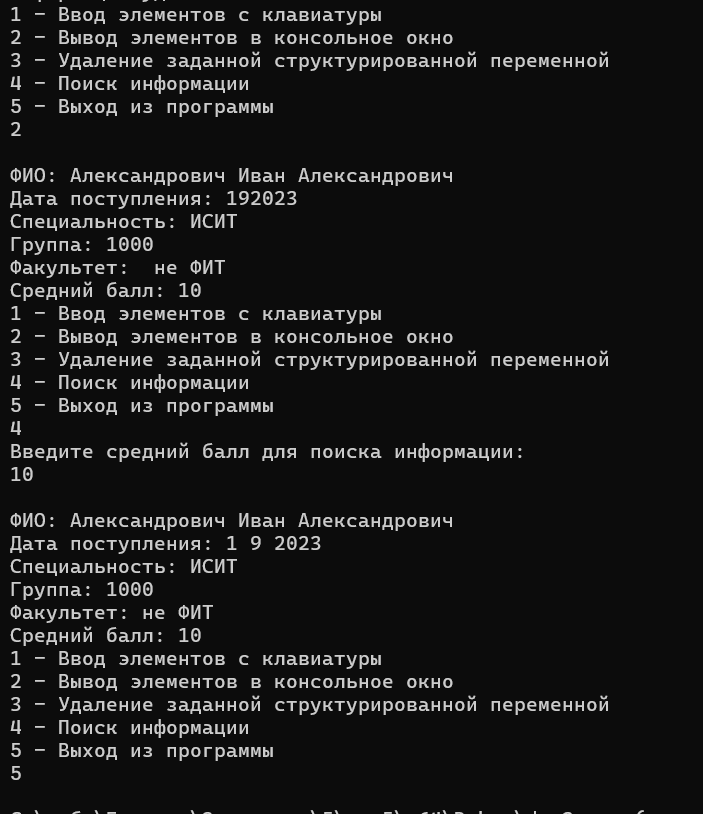 1 – Ввод элементов с клавиатуры
2 – Вывод элементов в консольное окно
3 – Удаление заданной структурированной переменной
4 – Поиск информации
5 – Выход из программы
2
ФИО: Александрович Иван Александрович
Дата поступления: 192023
Специальность: ИСИТ
Группа: 1000
Факультет:  не ФИТ
Средний балл: 10
1 – Ввод элементов с клавиатуры
2 – Вывод элементов в консольное окно
3 – Удаление заданной структурированной переменной
4 – Поиск информации
5 – Выход из программы
4
Введите средний балл для поиска информации:
10
ФИО: Александрович Иван Александрович
Дата поступления: 1 9 2023
Специальность: ИСИТ
Группа: 1000
Факультет: не ФИТ
Средний балл: 10
1 – Ввод элементов с клавиатуры
2 – Вывод элементов в консольное окно
3 – Удаление заданной структурированной переменной
4 – Поиск информации
5 – Выход из программы
5